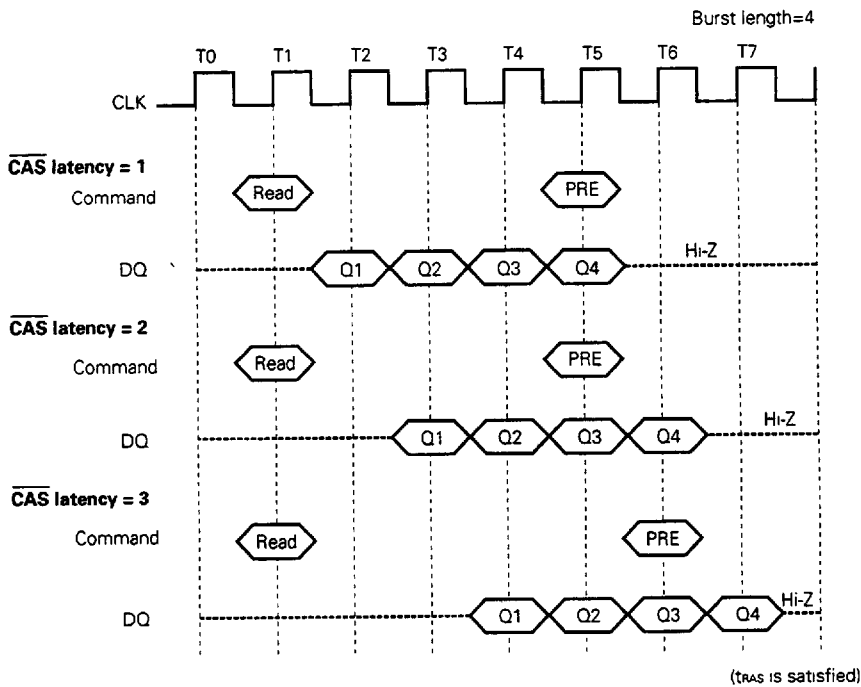 Burst length=4
T0 T1 T2 T3 T4 T5 T6 T7
CLK
CAS latency = 1
Command Read PRE
DQ Q1 Q2 Q3 Q4 Hi-Z
CAS latency = 2
Command Read PRE
DQ Q1 Q2 Q3 Q4 Hi-Z
CAS latency = 3
Command Read PRE
DQ Q1 Q2 Q3 Q4 Hi-Z
(tRAS is satisfied)